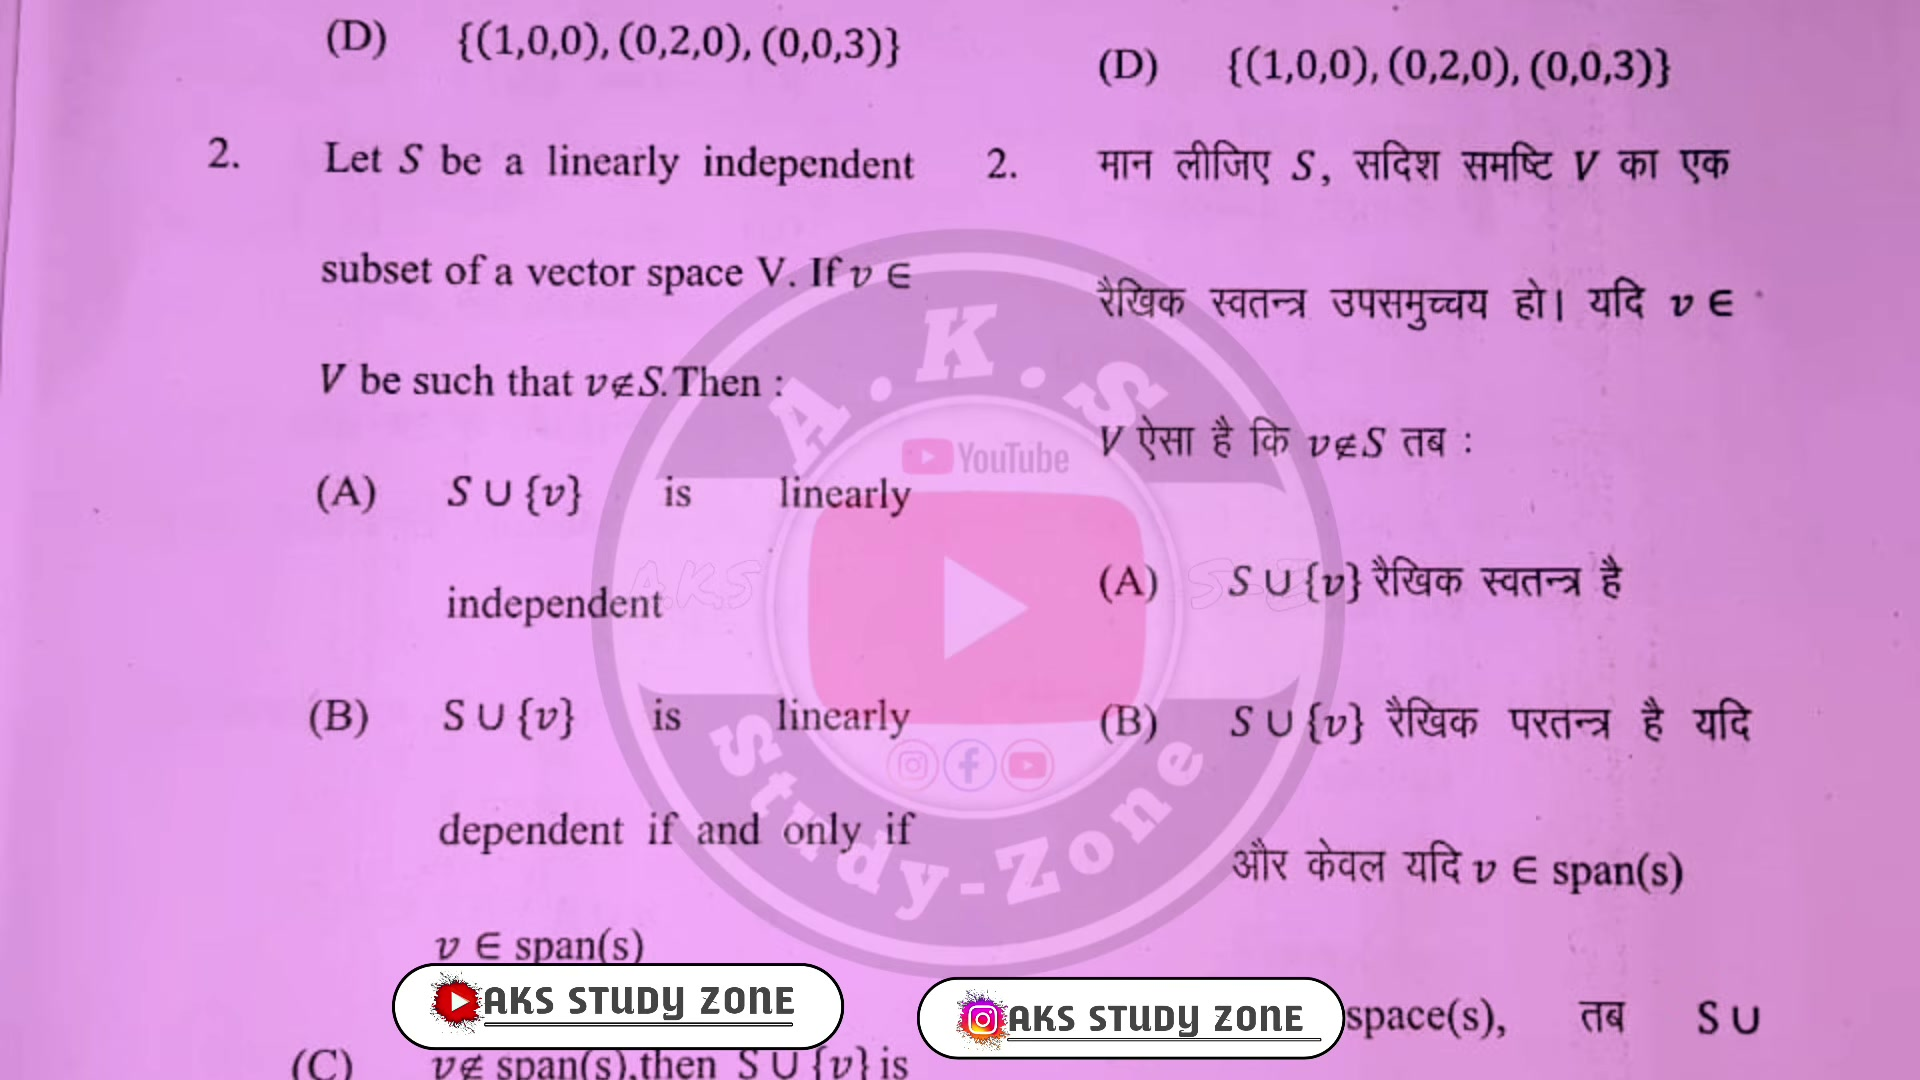 (D) {(1,0,0), (0,2,0), (0,0,3)}
2. Let S be a linearly independent
subset of a vector space V. If v ∈
V be such that v∉S. Then :
(A) S ∪ {v} is linearly
independent
(B) S ∪ {v} is linearly
dependent if and only if
v ∈ span(s)
(C) v∉ span(s),then S ∪ {v} is
(D) {(1,0,0), (0,2,0), (0,0,3)}
2. मान लीजिए S, सदिश समष्टि V का एक
रैखिक स्वतन्त्र उपसमुच्चय हो। यदि v ∈
V ऐसा है कि v∉S तब :
(A) S ∪ {v} रैखिक स्वतन्त्र है
(B) S ∪ {v} रैखिक परतन्त्र है यदि
और केवल यदि v ∈ span(s)
space(s), तब S ∪
A.K.S
YouTube
Study-Zone
AKS STUDY ZONE
AKS STUDY ZONE